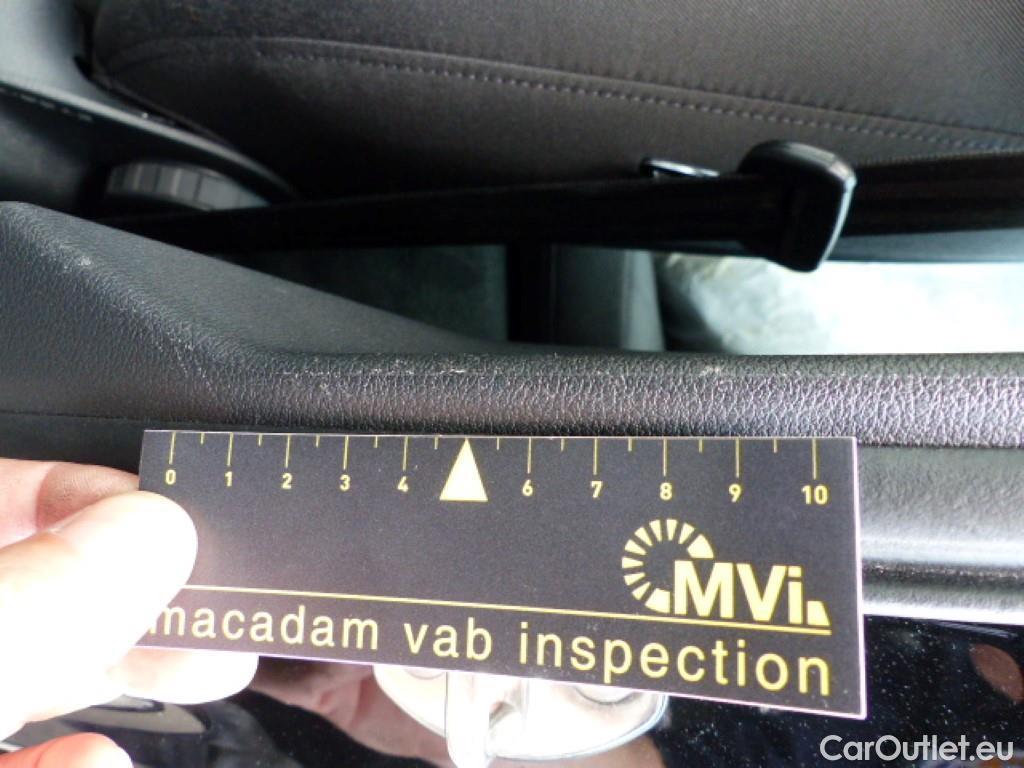 0 1 2 3 4 6 7 8 9 10
MVi
macadam vab inspection
CarOutlet.eu